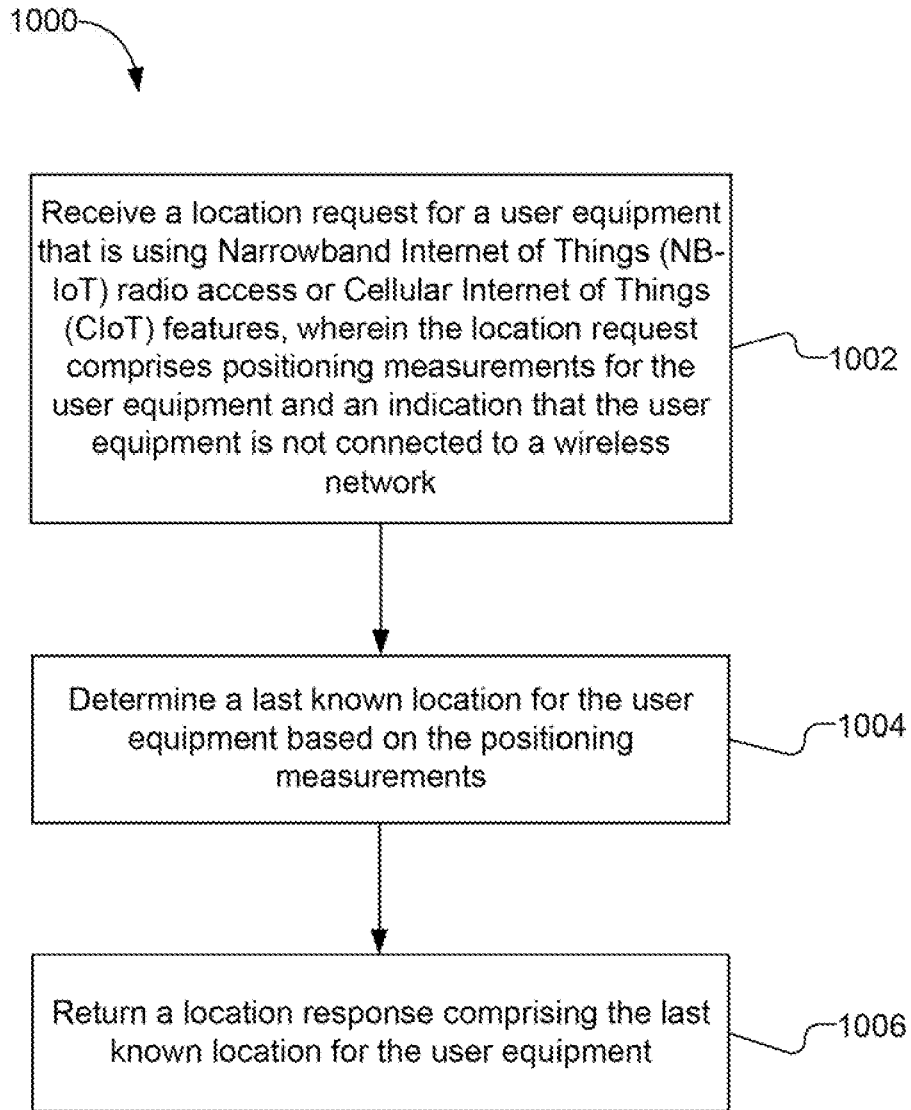 1000
Receive a location request for a user equipment
that is using Narrowband Internet of Things (NB-
IoT) radio access or Cellular Internet of Things
(CIoT) features, wherein the location request
comprises positioning measurements for the
user equipment and an indication that the user
equipment is not connected to a wireless
network
1002
Determine a last known location for the user
equipment based on the positioning
measurements
1004
Return a location response comprising the last
known location for the user equipment
1006